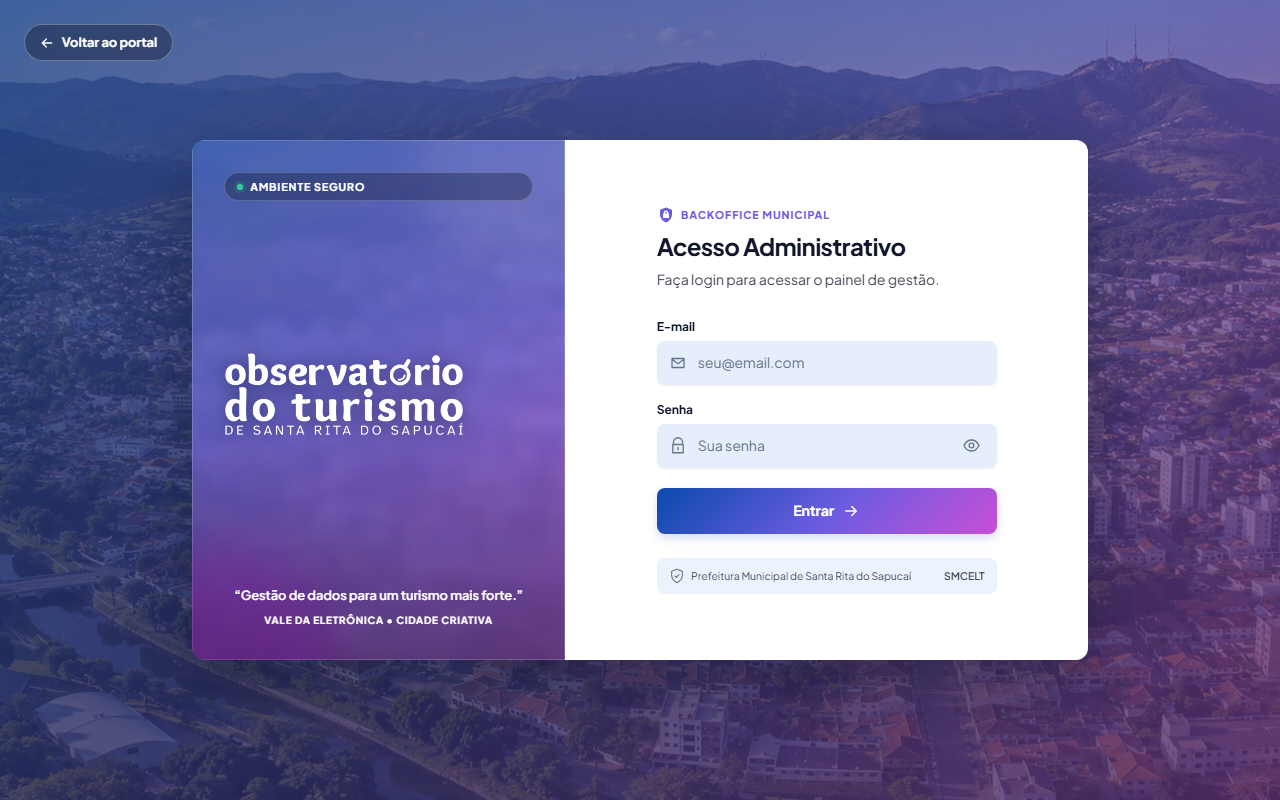 Voltar ao portal
AMBIENTE SEGURO
observatório
do turismo
DE SANTA RITA DO SAPUCAÍ
“Gestão de dados para um turismo mais forte.”
VALE DA ELETRÔNICA • CIDADE CRIATIVA
BACKOFFICE MUNICIPAL
Acesso Administrativo
Faça login para acessar o painel de gestão.
E-mail
seu@email.com
Senha
Sua senha
Entrar
Prefeitura Municipal de Santa Rita do Sapucaí SMCELT